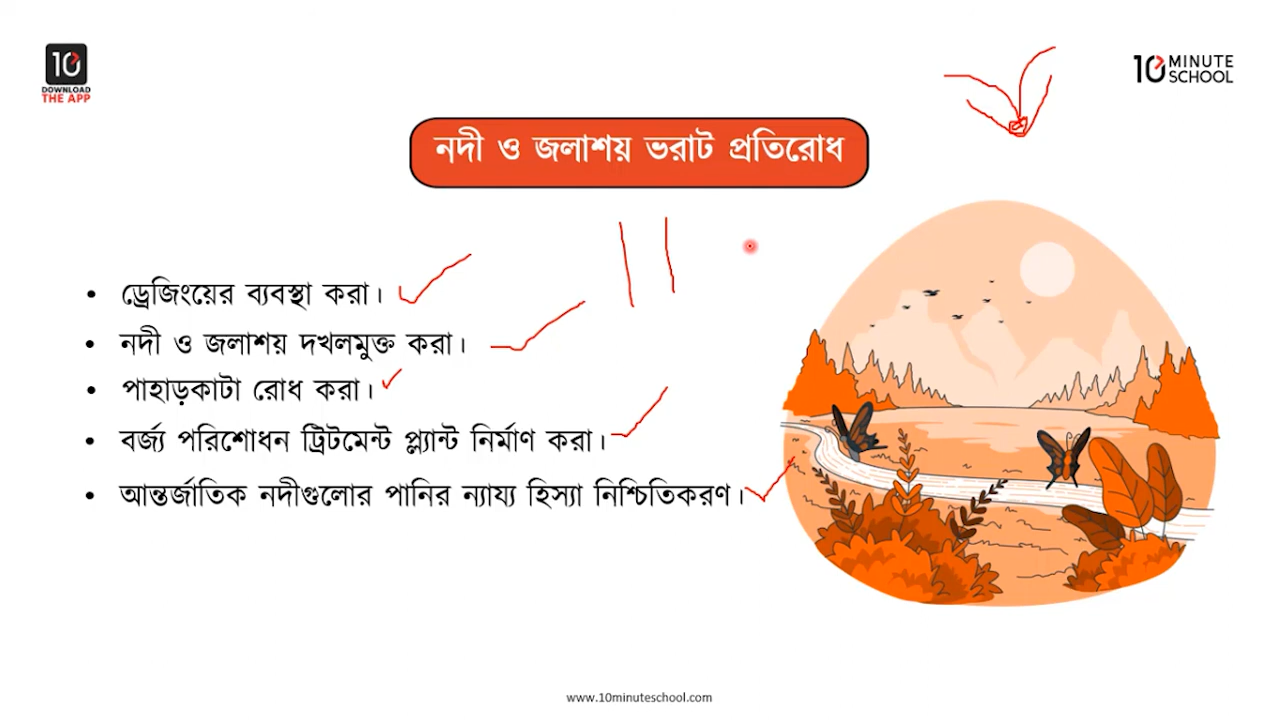 10
DOWNLOAD
THE APP
10 MINUTE
SCHOOL
নদী ও জলাশয় ভরাট প্রতিরোধ
• ড্রেজিংয়ের ব্যবস্থা করা।
• নদী ও জলাশয় দখলমুক্ত করা।
• পাহাড়কাটা রোধ করা।
• বর্জ্য পরিশোধন ট্রিটমেন্ট প্ল্যান্ট নির্মাণ করা।
• আন্তর্জাতিক নদীগুলোর পানির ন্যায্য হিস্যা নিশ্চিতিকরণ।
www.10minuteschool.com